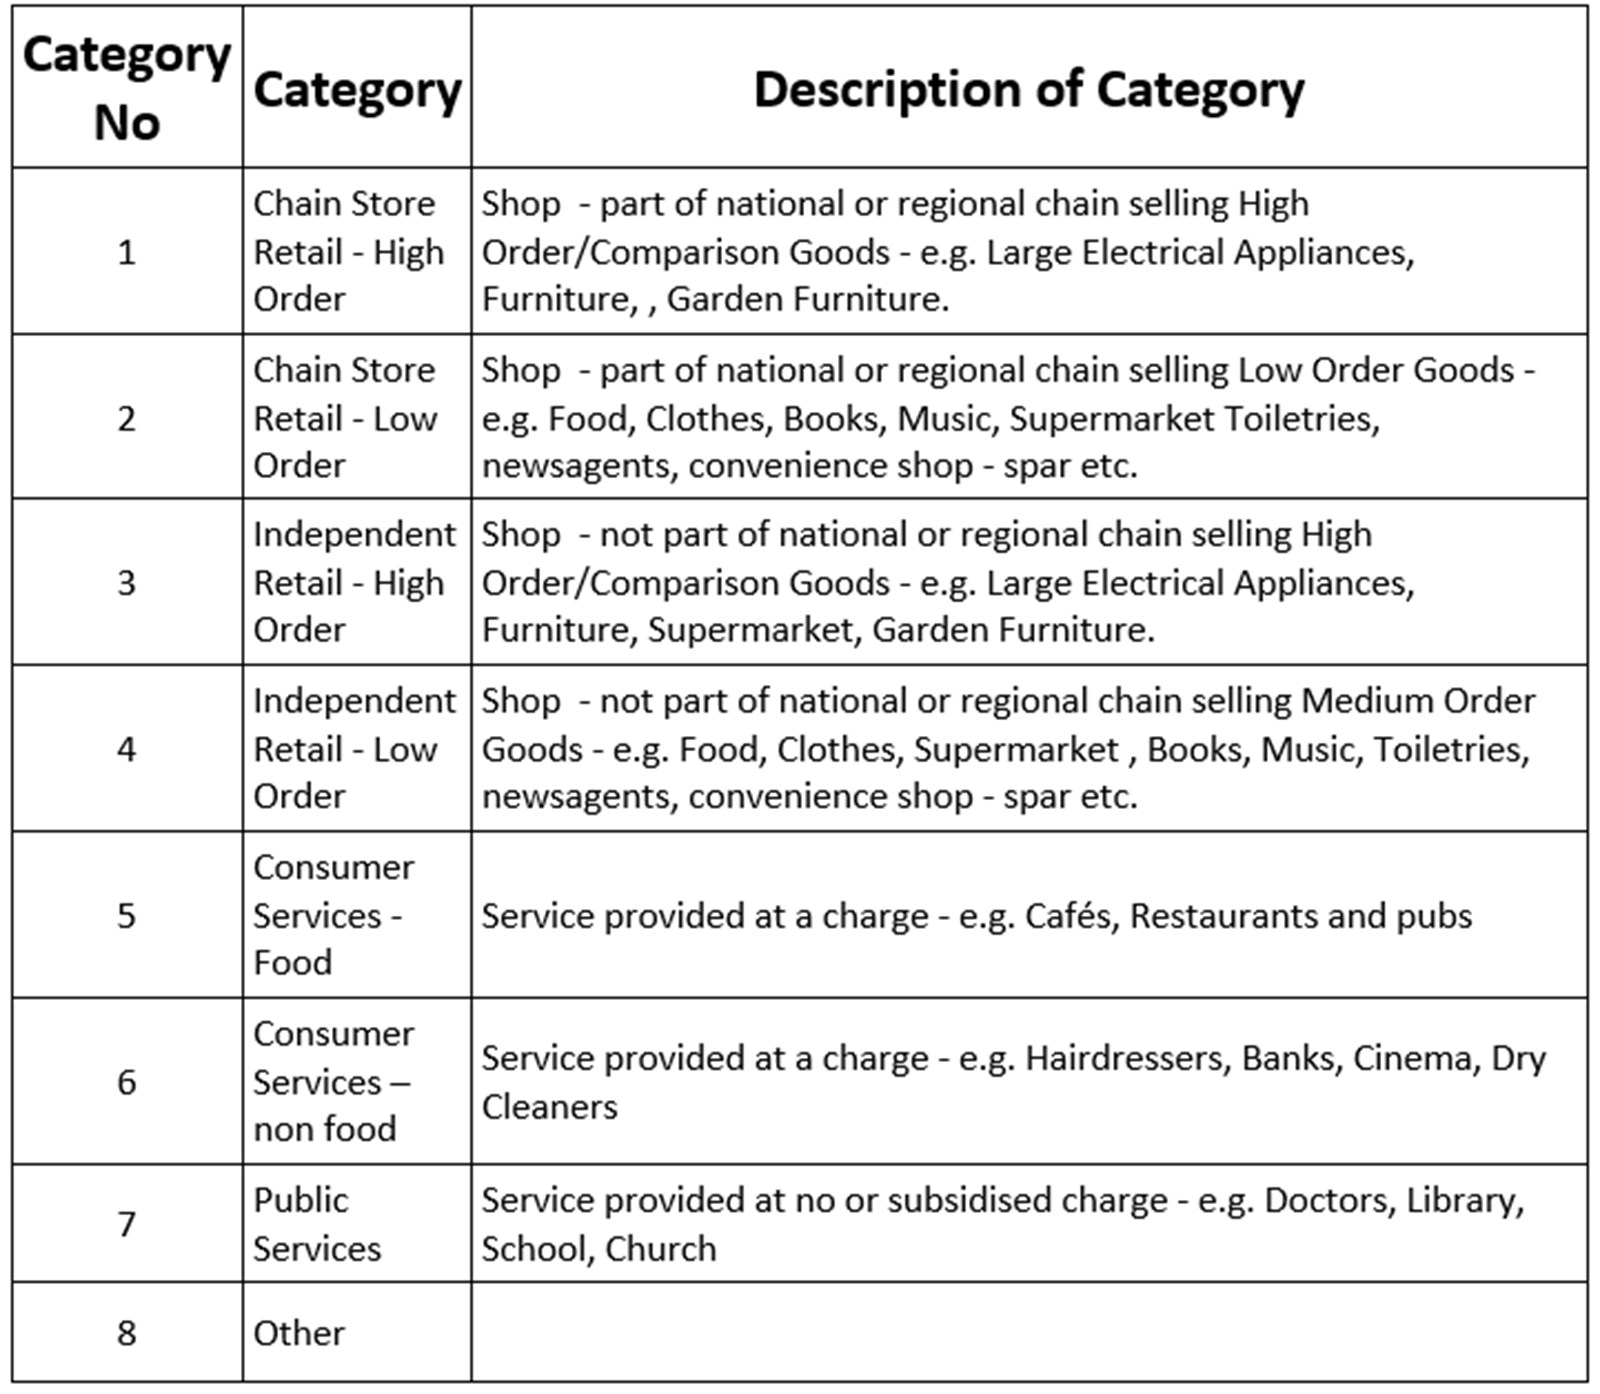 Category
No
Category
Description of Category
1
Chain Store
Retail - High
Order
Shop  - part of national or regional chain selling High
Order/Comparison Goods - e.g. Large Electrical Appliances,
Furniture, , Garden Furniture.
2
Chain Store
Retail - Low
Order
Shop  - part of national or regional chain selling Low Order Goods -
e.g. Food, Clothes, Books, Music, Supermarket Toiletries,
newsagents, convenience shop - spar etc.
3
Independent
Retail - High
Order
Shop  - not part of national or regional chain selling High
Order/Comparison Goods - e.g. Large Electrical Appliances,
Furniture, Supermarket, Garden Furniture.
4
Independent
Retail - Low
Order
Shop  - not part of national or regional chain selling Medium Order
Goods - e.g. Food, Clothes, Supermarket , Books, Music, Toiletries,
newsagents, convenience shop - spar etc.
5
Consumer
Services -
Food
Service provided at a charge - e.g. Cafés, Restaurants and pubs
6
Consumer
Services –
non food
Service provided at a charge - e.g. Hairdressers, Banks, Cinema, Dry
Cleaners
7
Public
Services
Service provided at no or subsidised charge - e.g. Doctors, Library,
School, Church
8
Other